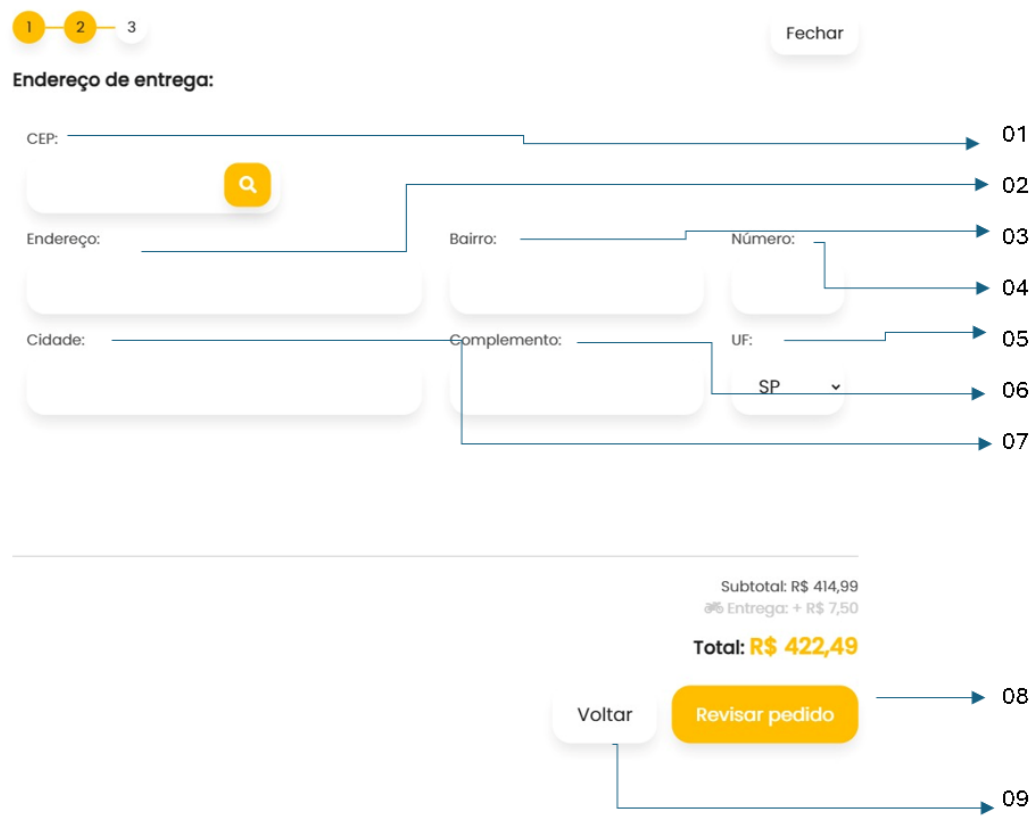 1 2 3
Fechar
Endereço de entrega:
CEP:
01
02
Endereço: Bairro: Número:
03
04
Cidade: Complemento: UF:
05
SP
06
07
Subtotal: R$ 414,99
Entrega: + R$ 7,50
Total: R$ 422,49
Voltar Revisar pedido
08
09